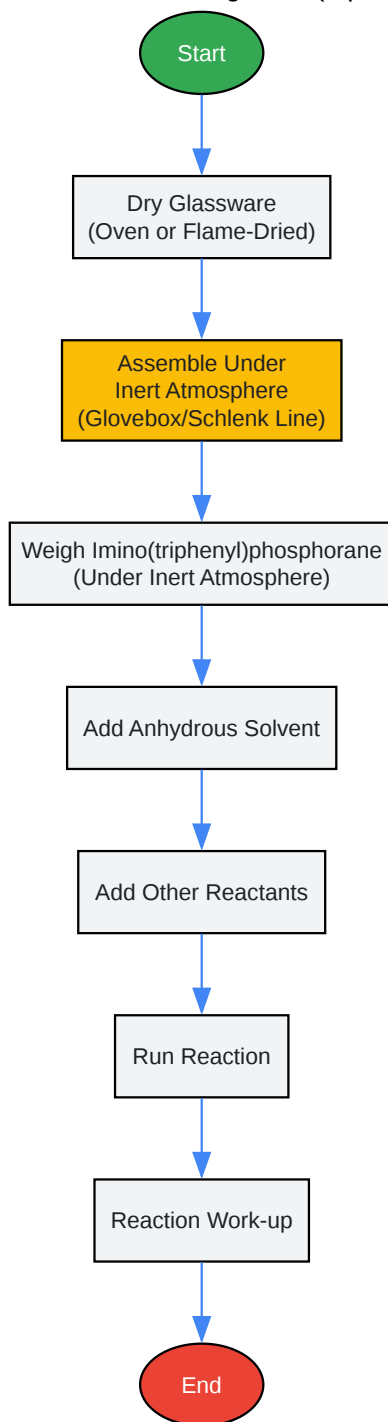 Start
Dry Glassware
(Oven or Flame-Dried)
Assemble Under
Inert Atmosphere
(Glovebox/Schlenk Line)
Weigh Imino(triphenyl)phosphorane
(Under Inert Atmosphere)
Add Anhydrous Solvent
Add Other Reactants
Run Reaction
Reaction Work-up
End